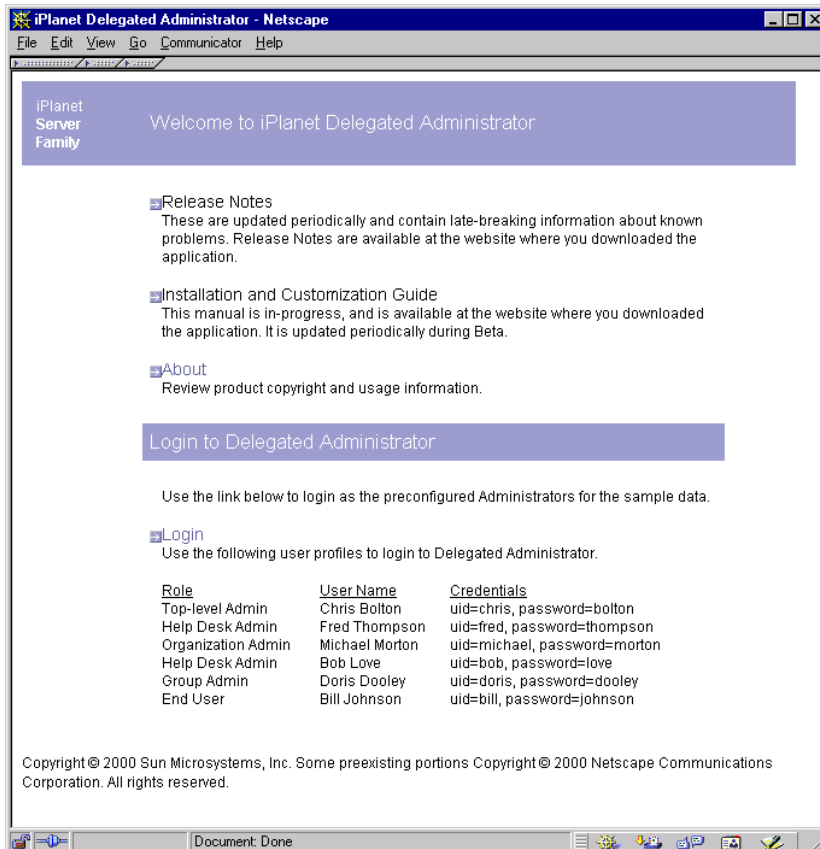 iPlanet Delegated Administrator - Netscape
File Edit View Go Communicator Help
iPlanet
Server
Family
Welcome to iPlanet Delegated Administrator
Release Notes
These are updated periodically and contain late-breaking information about known
problems. Release Notes are available at the website where you downloaded the
application.
Installation and Customization Guide
This manual is in-progress, and is available at the website where you downloaded
the application. It is updated periodically during Beta.
About
Review product copyright and usage information.
Login to Delegated Administrator
Use the link below to login as the preconfigured Administrators for the sample data.
Login
Use the following user profiles to login to Delegated Administrator.
Role User Name Credentials
Top-level Admin Chris Bolton uid=chris, password=bolton
Help Desk Admin Fred Thompson uid=fred, password=thompson
Organization Admin Michael Morton uid=michael, password=morton
Help Desk Admin Bob Love uid=bob, password=love
Group Admin Doris Dooley uid=doris, password=dooley
End User Bill Johnson uid=bill, password=johnson
Copyright © 2000 Sun Microsystems, Inc. Some preexisting portions Copyright © 2000 Netscape Communications
Corporation. All rights reserved.
Document: Done